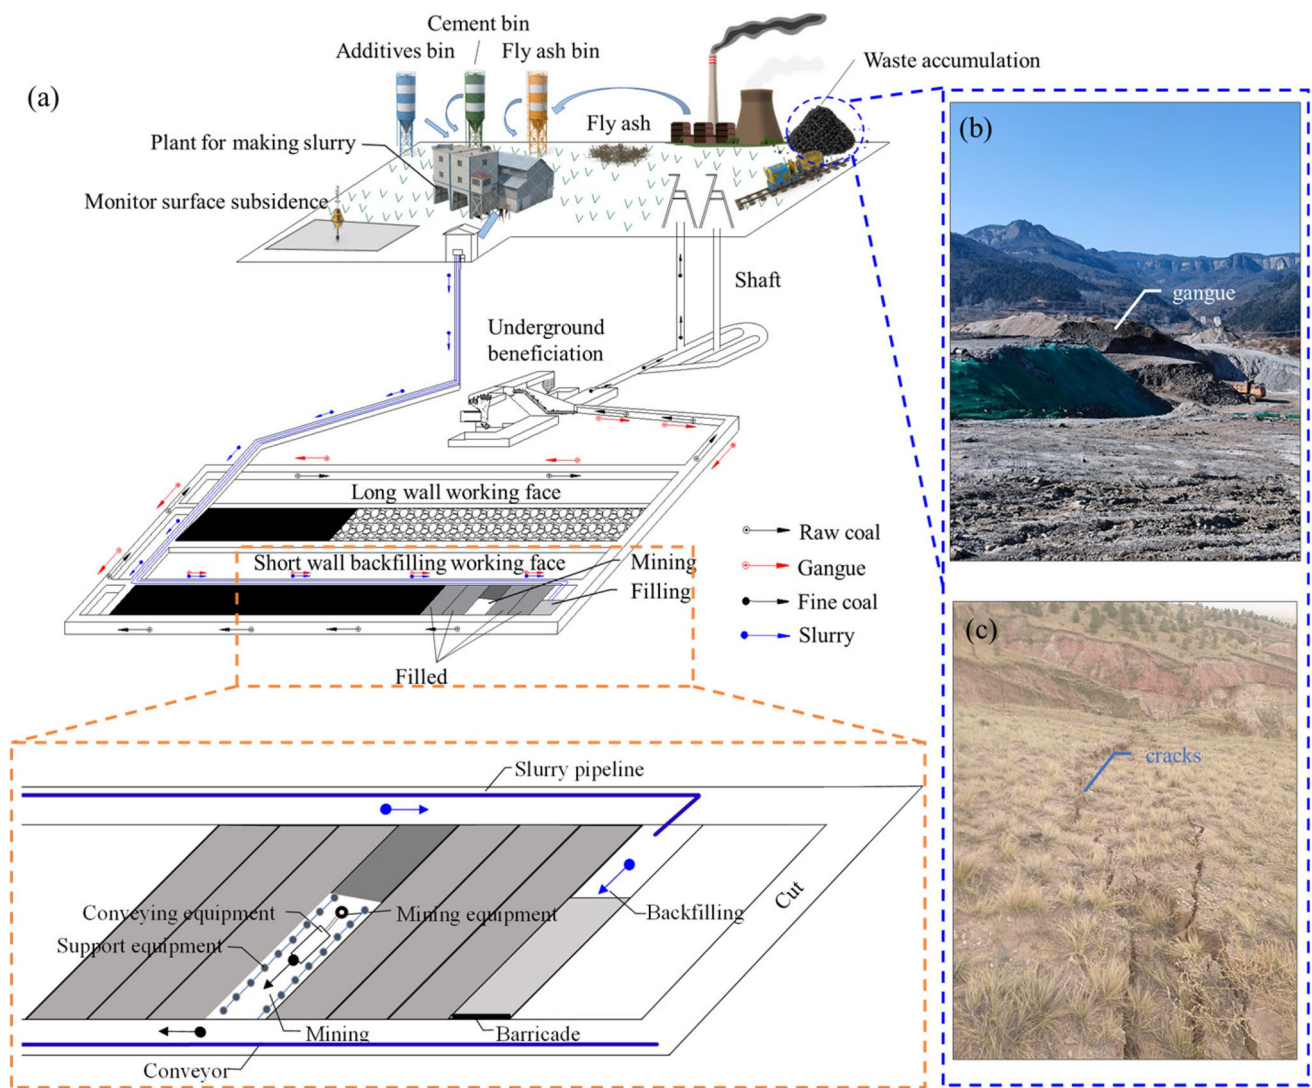 (a)
Cement bin
Additives bin
Fly ash bin
Waste accumulation
Fly ash
Plant for making slurry
Monitor surface subsidence
Shaft
Underground
beneficiation
Long wall working face
Short wall backfilling working face
Mining
Filling
Filled
Raw coal
Gangue
Fine coal
Slurry
Slurry pipeline
Conveying equipment
Mining equipment
Support equipment
Backfilling
Cut
Mining
Barricade
Conveyor
(b)
gangue
(c)
cracks